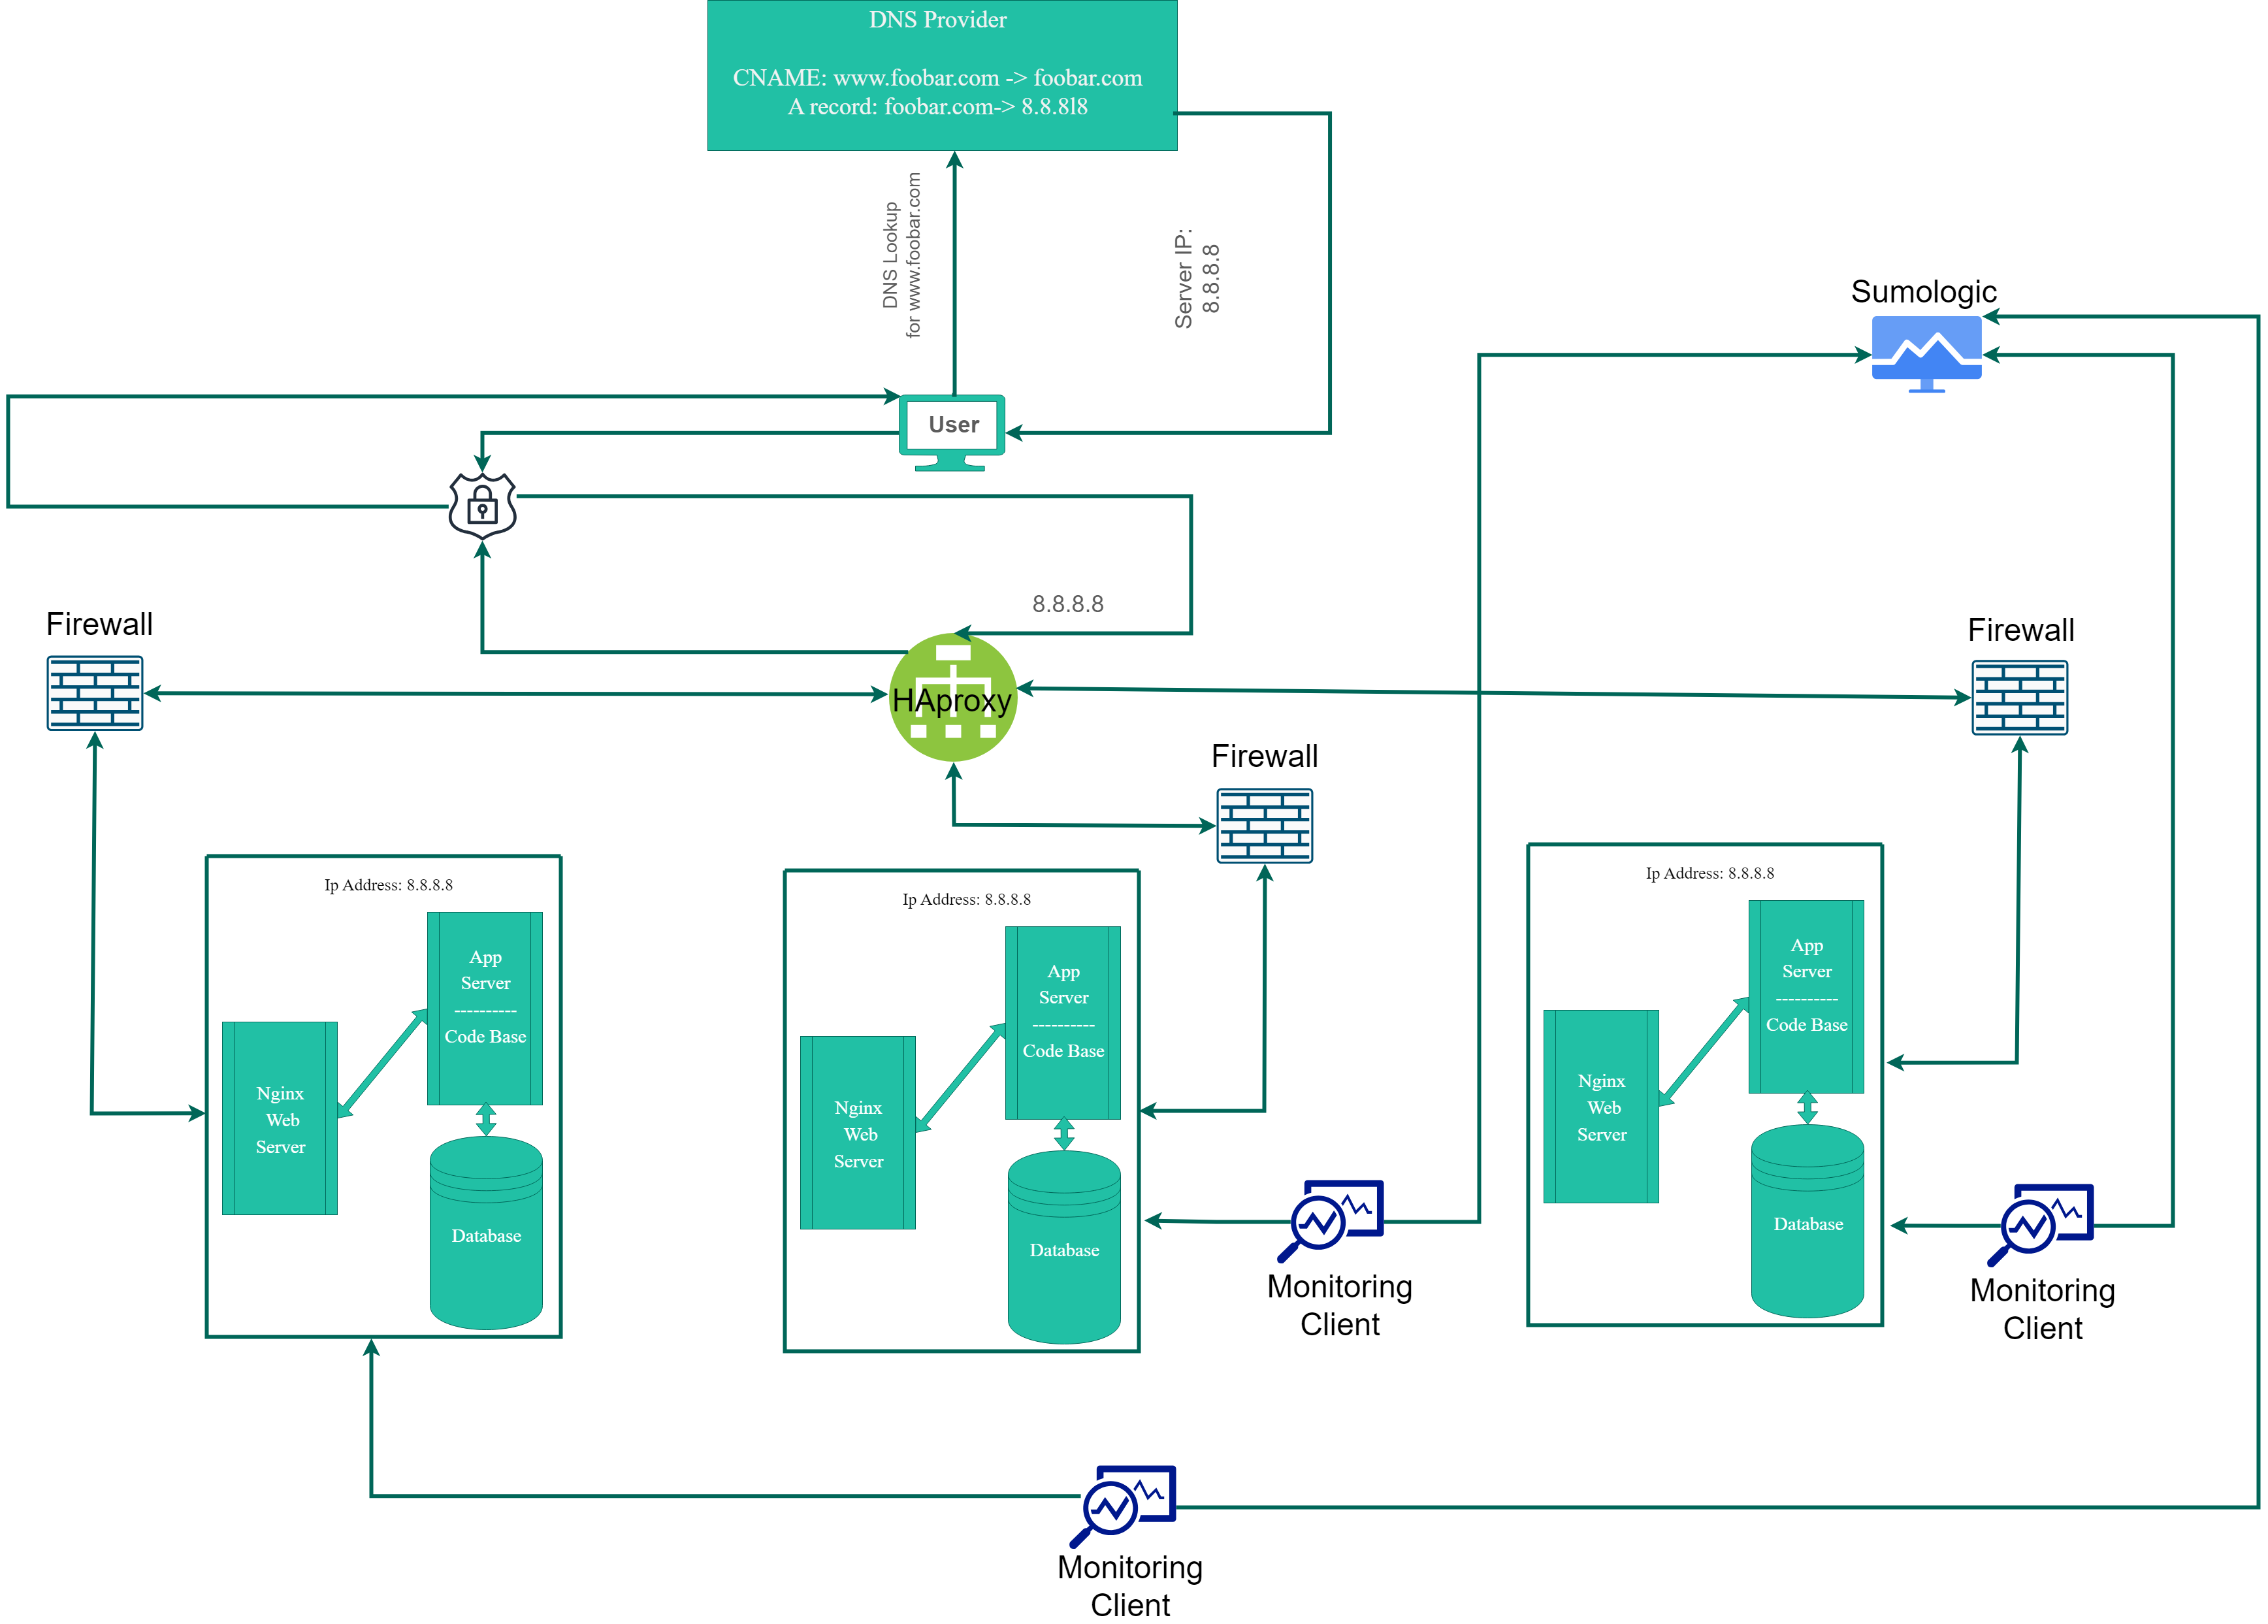 DNS Provider
CNAME: www.foobar.com -> foobar.com
A record: foobar.com-> 8.8.8l8
DNS Lookup
for www.foobar.com
Server IP:
8.8.8.8
Sumologic
User
8.8.8.8
Firewall
Firewall
HAproxy
Firewall
Ip Address: 8.8.8.8
App
Server
----------
Code Base
Nginx
Web
Server
Database
Ip Address: 8.8.8.8
App
Server
----------
Code Base
Nginx
Web
Server
Database
Ip Address: 8.8.8.8
App
Server
----------
Code Base
Nginx
Web
Server
Database
Monitoring
Client
Monitoring
Client
Monitoring
Client